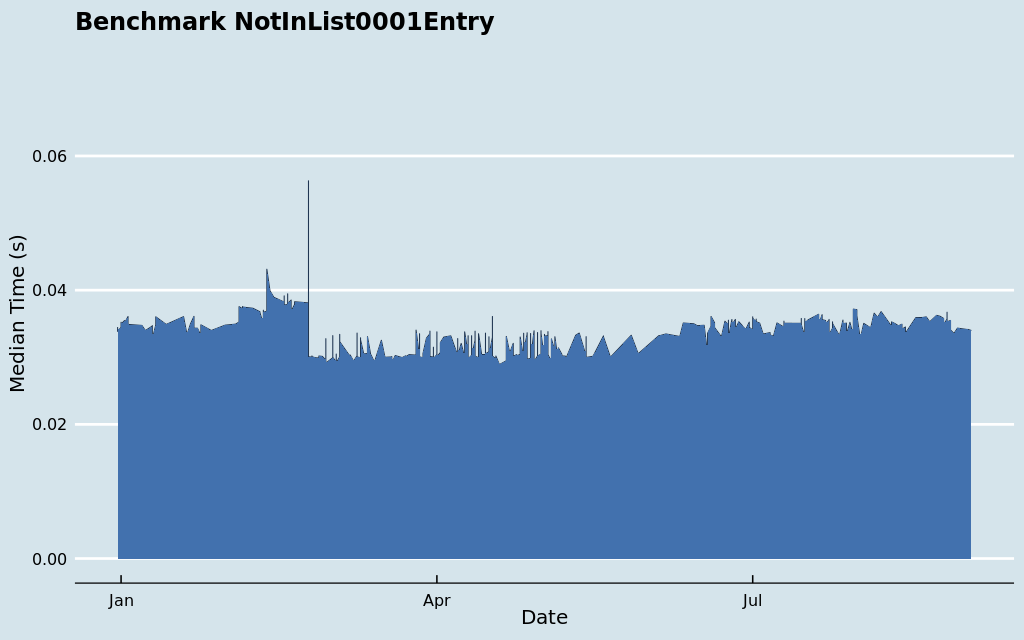 Benchmark NotInList0001Entry
Median Time (s)
0.06
0.04
0.02
0.00
Jan Apr Jul
Date